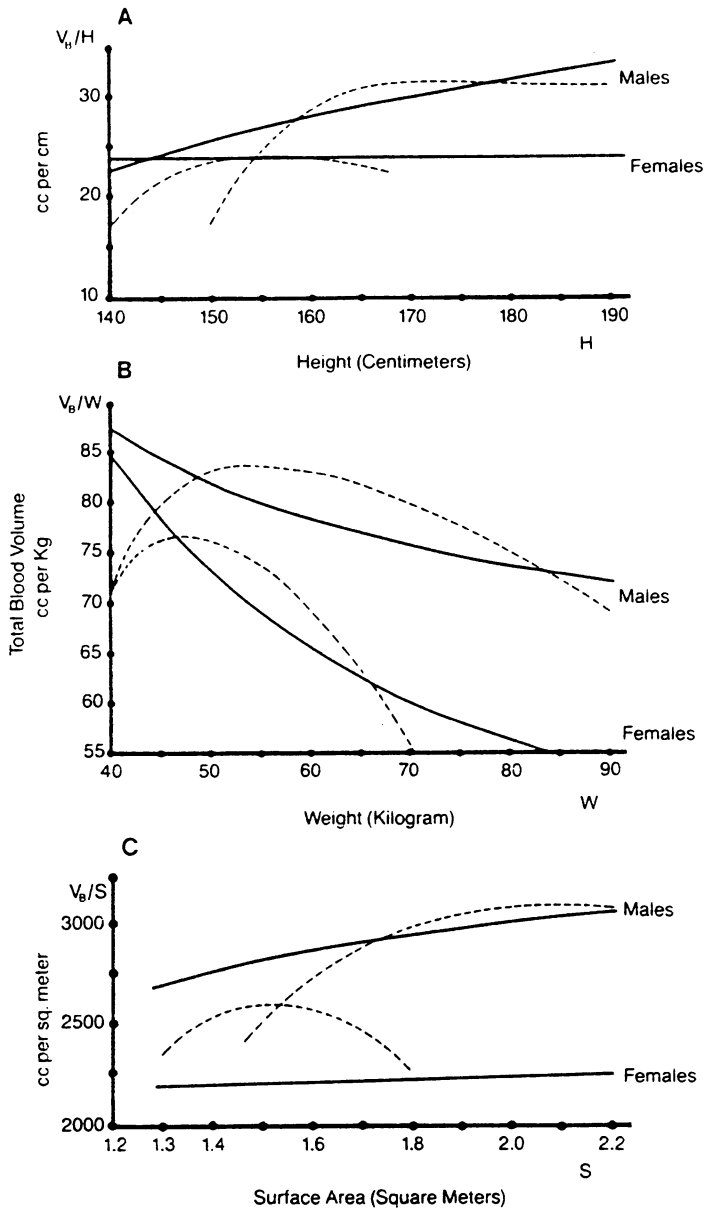 A
V_B/H
30
20
10
cc per cm
Males
Females
140 150 160 170 180 190
H
Height (Centimeters)
B
V_B/W
85
80
75
70
65
60
55
Total Blood Volume
cc per Kg
Males
Females
40 50 60 70 80 90
W
Weight (Kilogram)
C
V_B/S
3000
2500
2000
cc per sq. meter
Males
Females
1.2 1.3 1.4 1.6 1.8 2.0 2.2
S
Surface Area (Square Meters)